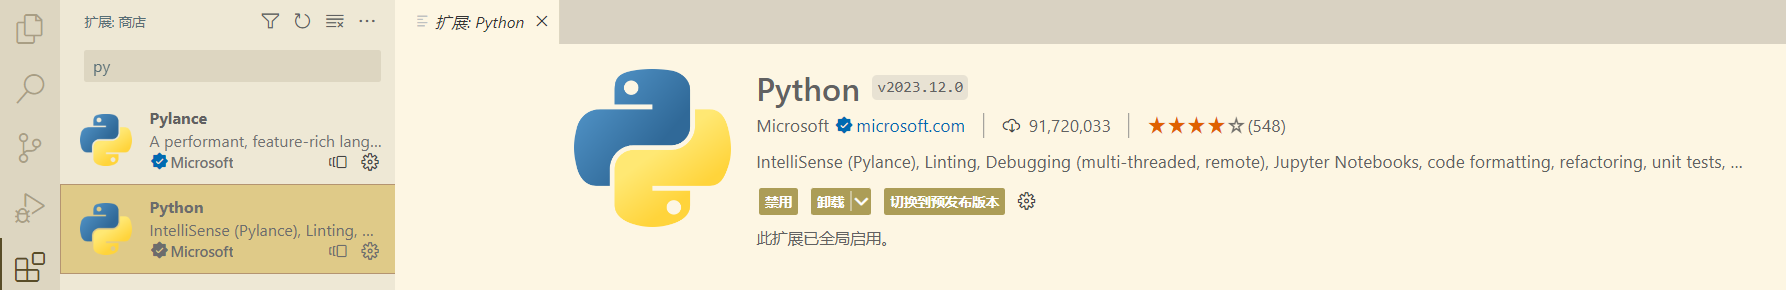 扩展: 商店
py
Pylance
A performant, feature-rich lang...
Microsoft
Python
IntelliSense (Pylance), Linting, ...
Microsoft
扩展: Python
Python v2023.12.0
Microsoft microsoft.com 91,720,033 (548)
IntelliSense (Pylance), Linting, Debugging (multi-threaded, remote), Jupyter Notebooks, code formatting, refactoring, unit tests, ...
禁用 卸载 切换到预发布版本
此扩展已全局启用。